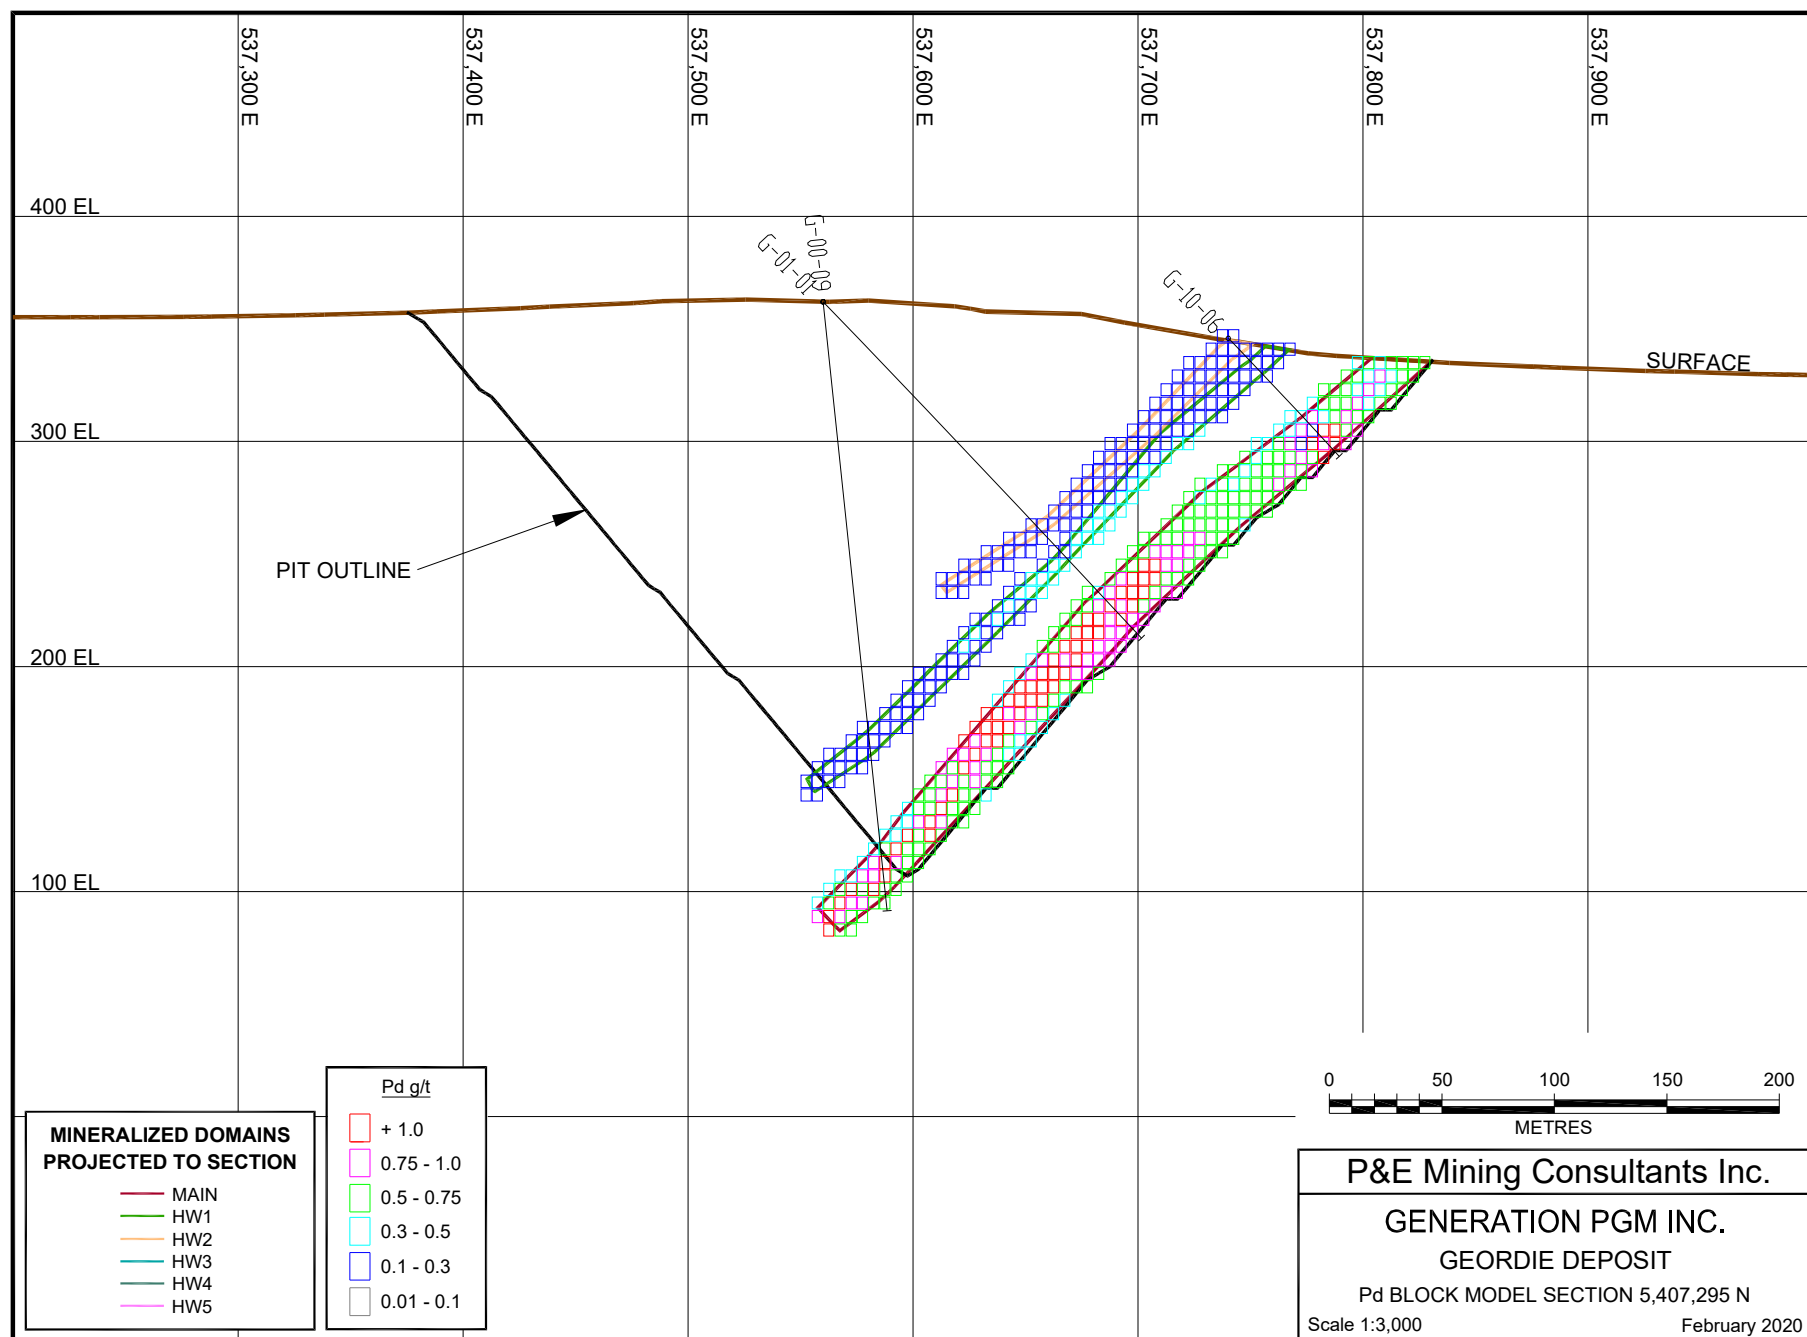 537,300 E
537,400 E
537,500 E
537,600 E
537,700 E
537,800 E
537,900 E
400 EL
G-00-09
G-01-01
G-10-06
SURFACE
300 EL
PIT OUTLINE
200 EL
100 EL
MINERALIZED DOMAINS
PROJECTED TO SECTION
MAIN
HW1
HW2
HW3
HW4
HW5
Pd g/t
+ 1.0
0.75 - 1.0
0.5 - 0.75
0.3 - 0.5
0.1 - 0.3
0.01 - 0.1
0 50 100 150 200
METRES
P&E Mining Consultants Inc.
GENERATION PGM INC.
GEORDIE DEPOSIT
Pd BLOCK MODEL SECTION 5,407,295 N
Scale 1:3,000 February 2020